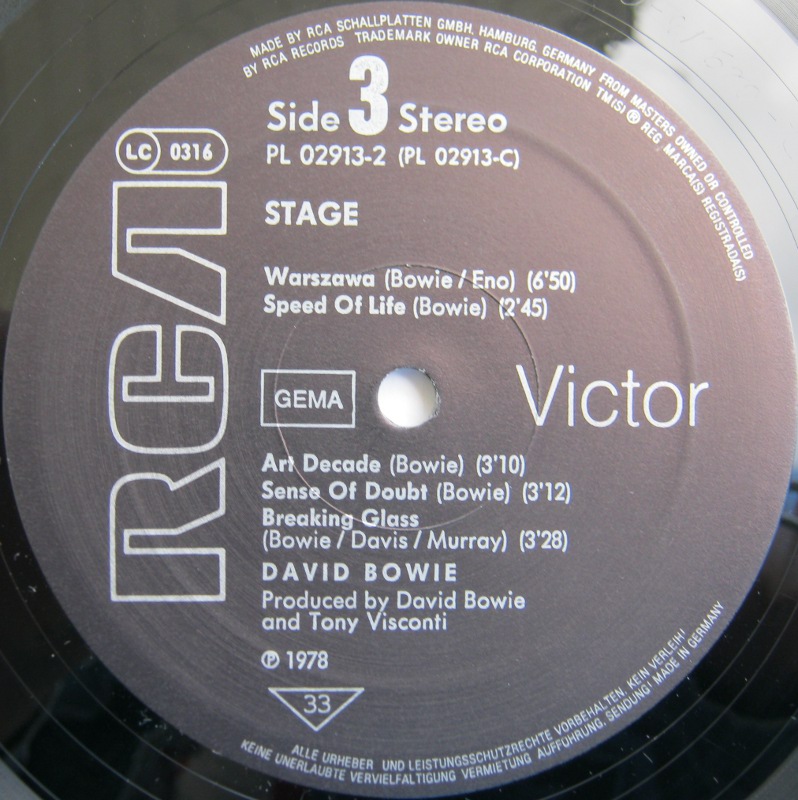 MADE BY RCA SCHALLPLATTEN GMBH, HAMBURG, GERMANY FROM MASTERS OWNED OR CONTROLLED
BY RCA RECORDS TRADEMARK OWNER RCA CORPORATION TM(S) ® REG. MARCA(S) REGISTRADA(S)
Side 3 Stereo
LC 0316
PL 02913-2 (PL 02913-C)
STAGE
RCA
Warszawa (Bowie / Eno) (6'50)
Speed Of Life (Bowie) (2'45)
GEMA
Victor
Art Decade (Bowie) (3'10)
Sense Of Doubt (Bowie) (3'12)
Breaking Glass
(Bowie / Davis / Murray) (3'28)
DAVID BOWIE
Produced by David Bowie
and Tony Visconti
℗ 1978
33
ALLE URHEBER UND LEISTUNGSSCHUTZRECHTE VORBEHALTEN. KEIN VERLEIH!
KEINE UNERLAUBTE VERVIELFALTIGUNG VERMIETUNG AUFFÜHRUNG, SENDUNG! MADE IN GERMANY